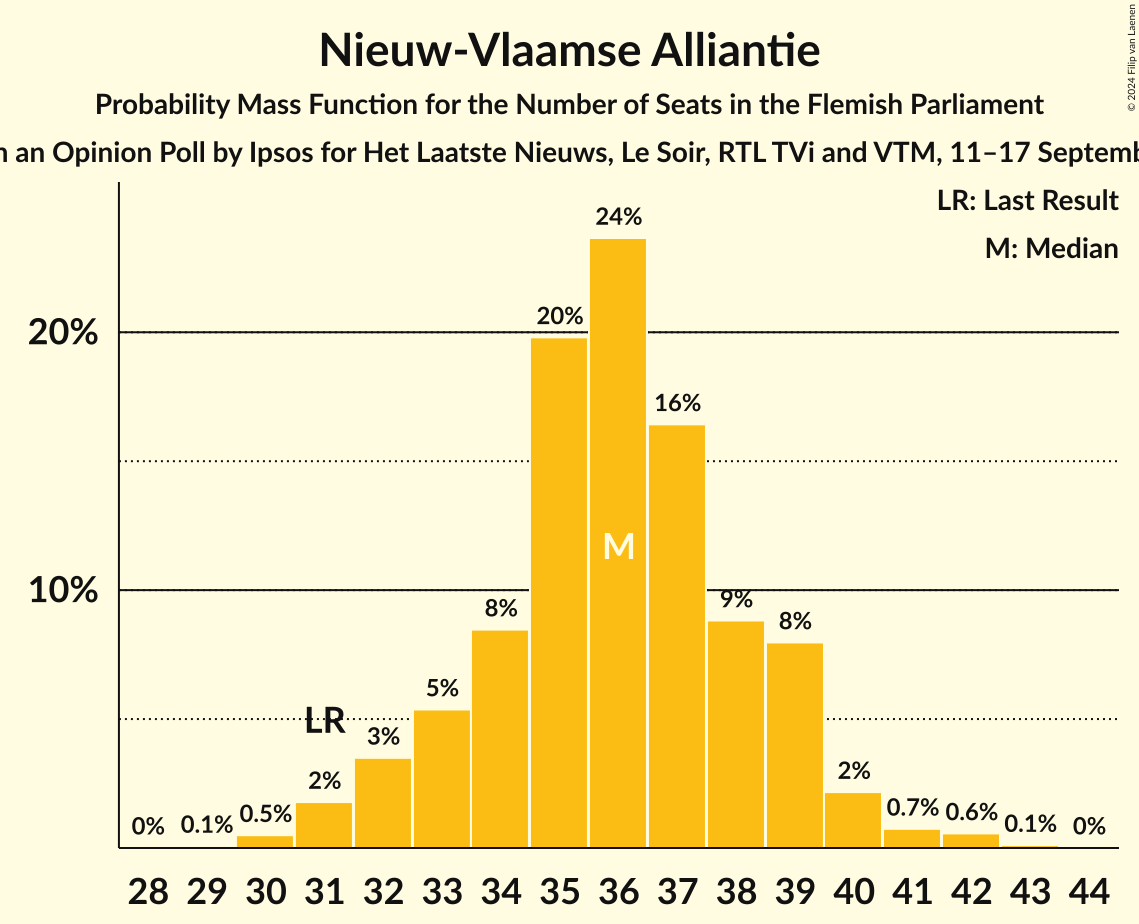 Nieuw-Vlaamse Alliantie
Probability Mass Function for the Number of Seats in the Flemish Parliament
an Opinion Poll by Ipsos for Het Laatste Nieuws, Le Soir, RTL TVi and VTM, 11–17
© 2024 Filip van Laenen
LR: Last Result
M: Median
24%
20%
20%
16%
M
10%
9%
8%
8%
5%
LR
3%
2%
2%
0%
0.1%
0.5%
0.7%
0.6%
0.1%
0%
28 29 30 31 32 33 34 35 36 37 38 39 40 41 42 43 44